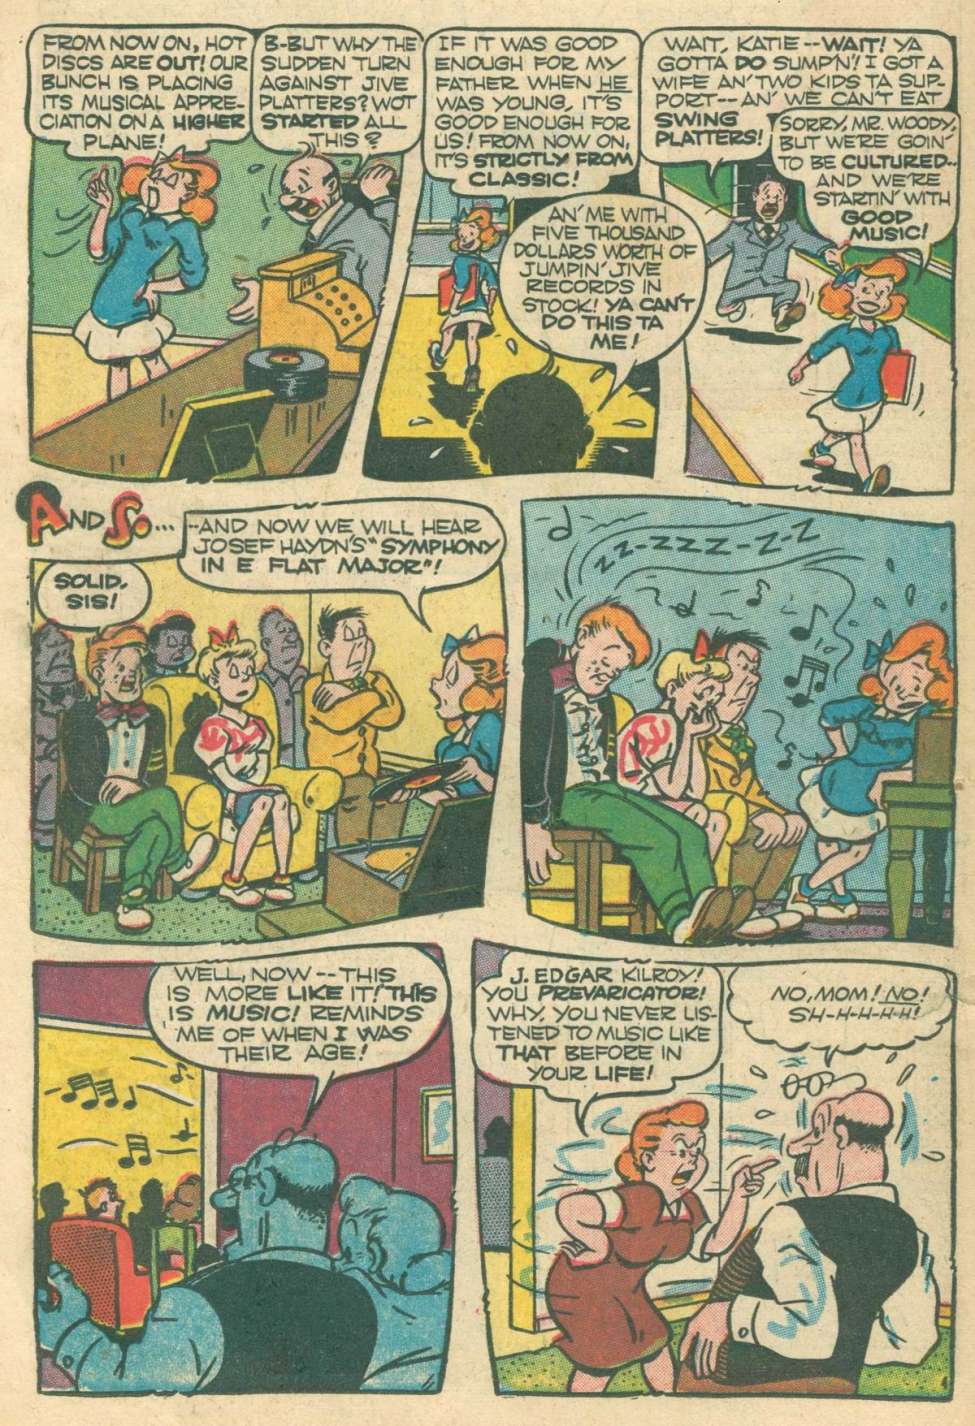 FROM NOW ON, HOT
DISCS ARE OUT! OUR
BUNCH IS PLACING
ITS MUSICAL APPRE-
CIATION ON A HIGHER
PLANE!
B-BUT WHY THE
SUDDEN TURN
AGAINST JIVE
PLATTERS? WOT
STARTED ALL
THIS?
IF IT WAS GOOD
ENOUGH FOR MY
FATHER WHEN HE
WAS YOUNG, IT'S
GOOD ENOUGH FOR
US! FROM NOW ON,
IT'S STRICTLY FROM
CLASSIC!
AN' ME WITH
FIVE THOUSAND
DOLLARS WORTH OF
JUMPIN' JIVE
RECORDS IN
STOCK! YA CAN'T
DO THIS TA
ME!
WAIT, KATIE--WAIT! YA
GOTTA DO SUMP'N! I GOT A
WIFE AN' TWO KIDS TA SUP-
PORT--AN' WE CAN'T EAT
SWING
PLATTERS!
SORRY, MR. WOODY,
BUT WE'RE GOIN'
TO BE CULTURED--
AND WE'RE
STARTIN' WITH
GOOD
MUSIC!
AND SO...
SOLID,
SIS!
--AND NOW WE WILL HEAR
JOSEF HAYDN'S "SYMPHONY
IN E FLAT MAJOR"!
ZZ-ZZZZ-Z-Z
WELL, NOW--THIS
IS MORE LIKE IT! THIS
IS MUSIC! REMINDS
ME OF WHEN I WAS
THEIR AGE!
J. EDGAR KILROY!
YOU PREVARICATOR!
WHY, YOU NEVER LIS-
TENED TO MUSIC LIKE
THAT BEFORE IN
YOUR LIFE!
NO, MOM! NO!
SH-H-H-H-H!